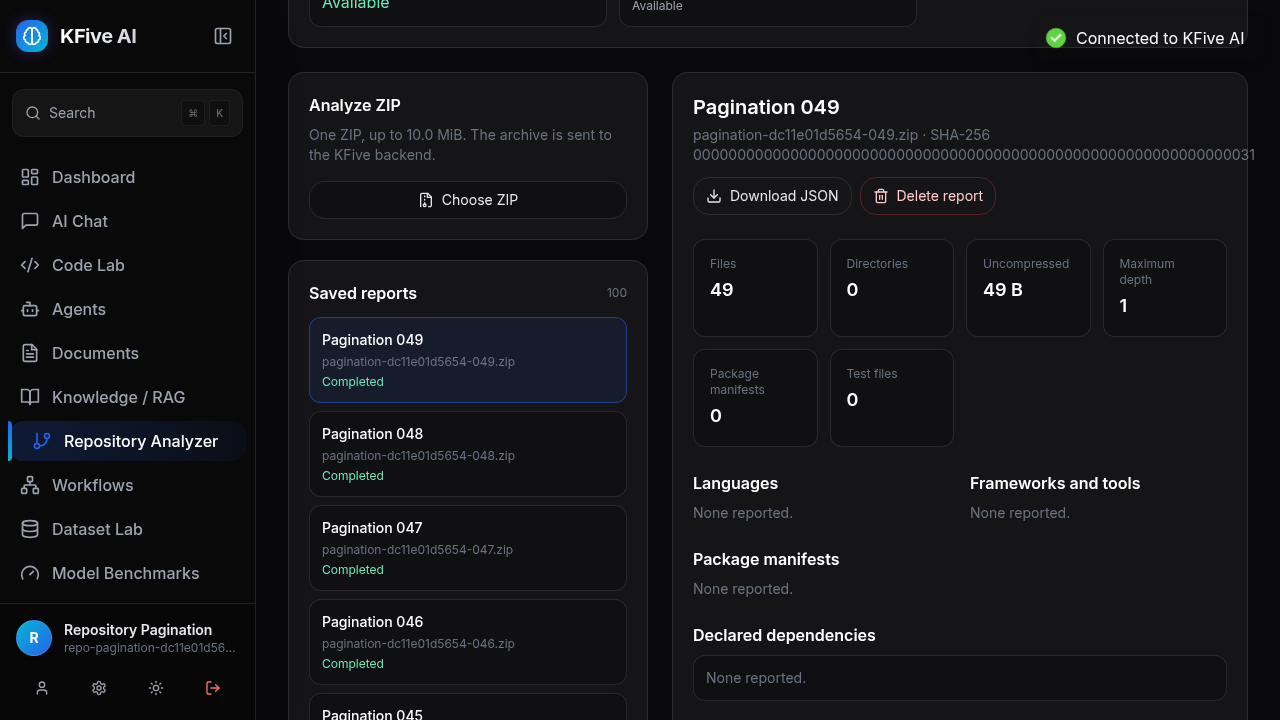 KFive AI
Search
⌘ K
Dashboard
AI Chat
Code Lab
Agents
Documents
Knowledge / RAG
Repository Analyzer
Workflows
Dataset Lab
Model Benchmarks
R
Repository Pagination
repo-pagination-dc11e01d56...
Available
Available
Connected to KFive AI
Analyze ZIP
One ZIP, up to 10.0 MiB. The archive is sent to
the KFive backend.
Choose ZIP
Saved reports
100
Pagination 049
pagination-dc11e01d5654-049.zip
Completed
Pagination 048
pagination-dc11e01d5654-048.zip
Completed
Pagination 047
pagination-dc11e01d5654-047.zip
Completed
Pagination 046
pagination-dc11e01d5654-046.zip
Completed
Pagination 045
Pagination 049
pagination-dc11e01d5654-049.zip · SHA-256
0000000000000000000000000000000000000000000000000000000000000031
Download JSON
Delete report
Files
49
Directories
0
Uncompressed
49 B
Maximum
depth
1
Package
manifests
0
Test files
0
Languages
None reported.
Frameworks and tools
None reported.
Package manifests
None reported.
Declared dependencies
None reported.